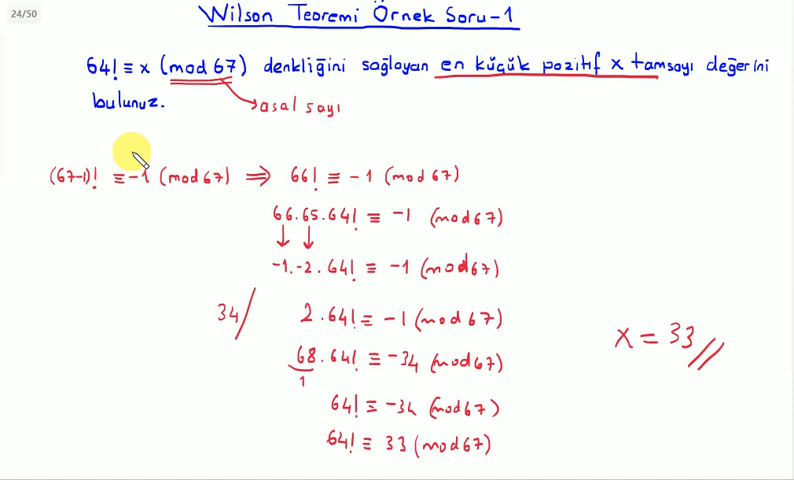 24/50
Wilson Teoremi Örnek Soru-1
64! ≡ x (mod 67) denkliğini sağlayan en küçük pozitif x tamsayı değerini
bulunuz.
asal sayı
(67-1)! ≡ -1 (mod 67) ⇒ 66! ≡ -1 (mod 67)
66.65.64! ≡ -1 (mod 67)
-1.-2.64! ≡ -1 (mod 67)
34/ 2.64! ≡ -1 (mod 67)
68.64! ≡ -34 (mod 67)
1
64! ≡ -34 (mod 67)
64! ≡ 33 (mod 67)
x = 33 //